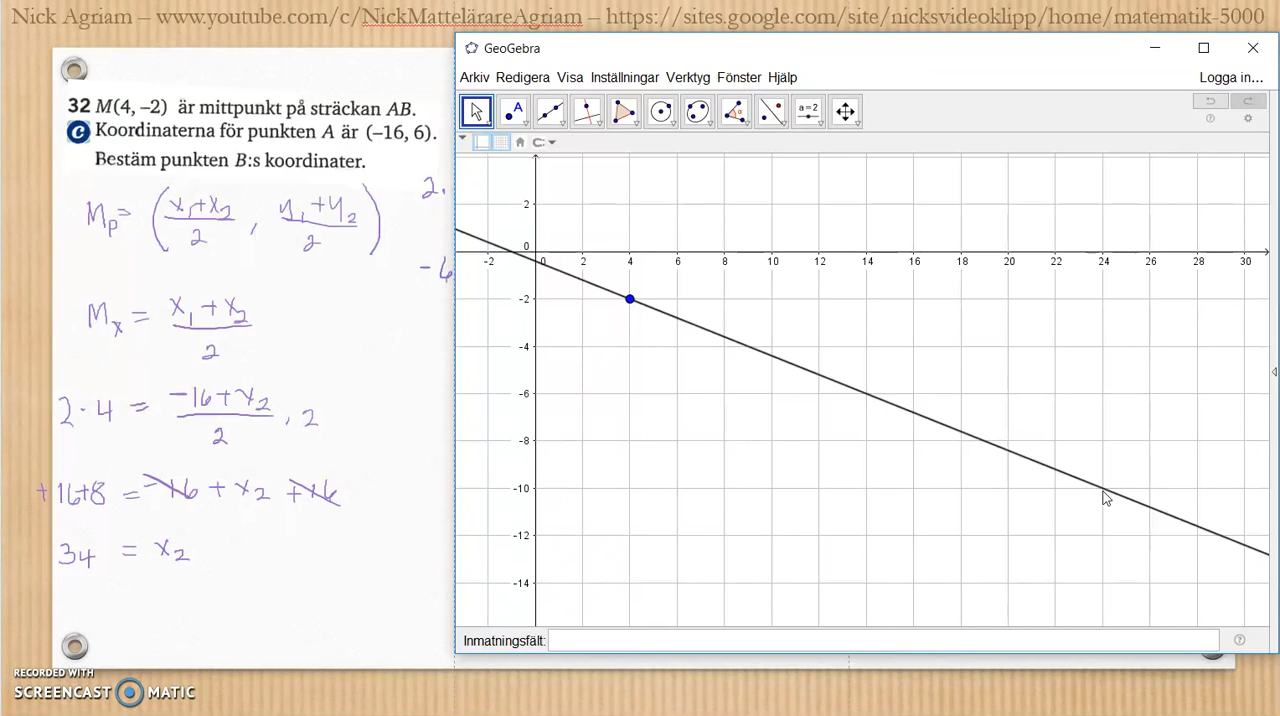 Nick Agriam – www.youtube.com/c/NickMattelärareAgriam – https://sites.google.com/site/nicksvideoklipp/home/matematik-5000
32 M(4, –2) är mittpunkt på sträckan AB.
C Koordinaterna för punkten A är (–16, 6).
Bestäm punkten B:s koordinater.
Mp= (x1+x2/2 , y1+y2/2)
Mx = x1+x2/2
2·4 = -16+x2/2 · 2
+16+8 = -16 + x2 +16
34 = x2
2.
-6
GeoGebra
Arkiv Redigera Visa Inställningar Verktyg Fönster Hjälp
Logga in...
A
a=2
2
0
-2
-4
-6
-8
-10
-12
-14
-2 0 2 4 6 8 10 12 14 16 18 20 22 24 26 28 30
Inmatningsfält:
RECORDED WITH
SCREENCAST MATIC